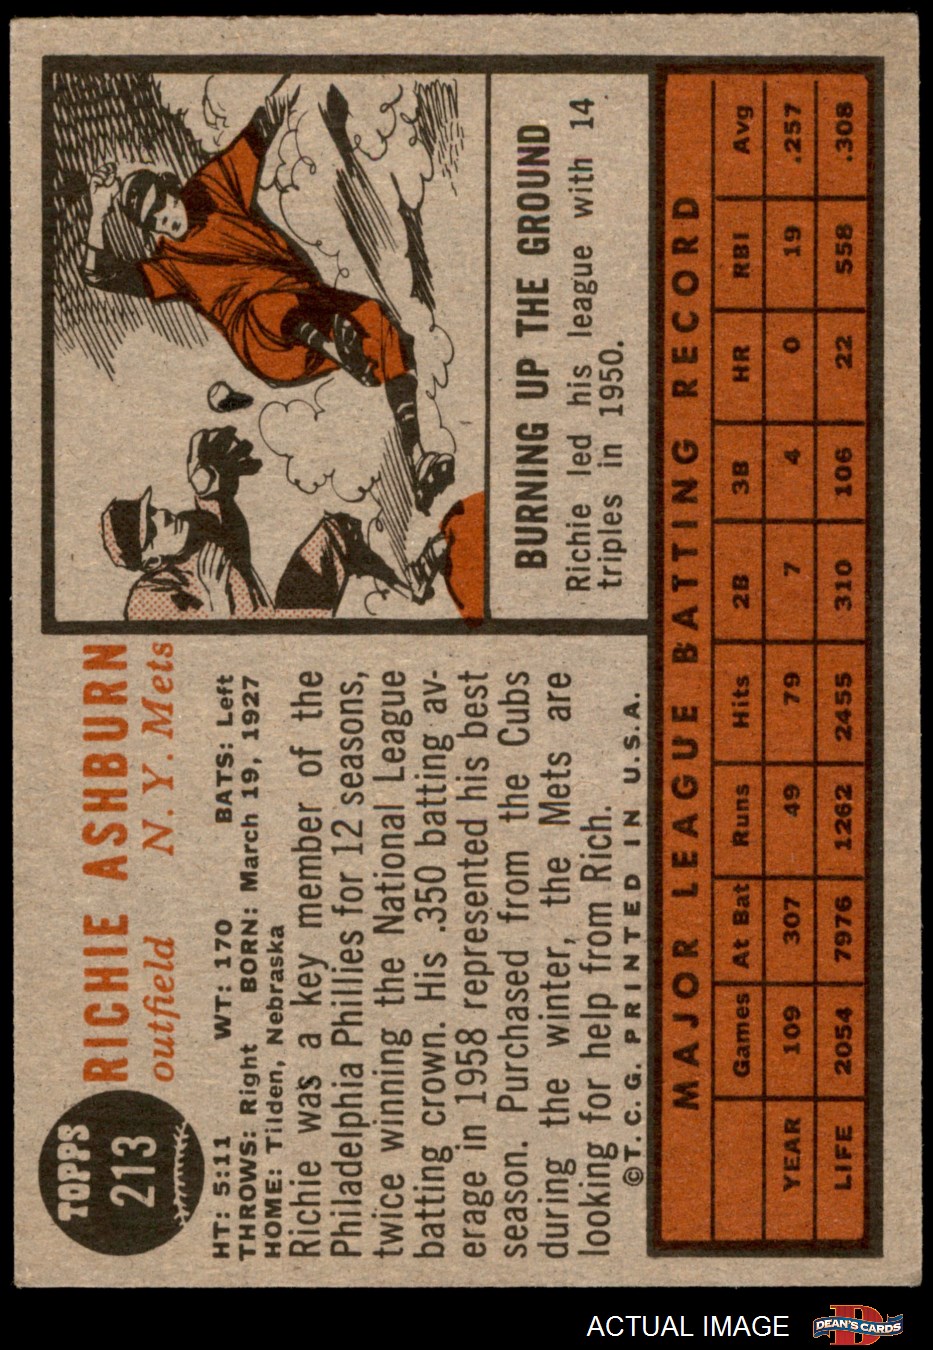 TOPPS
213
RICHIE ASHBURN
outfield N. Y. Mets
HT: 5:11 WT: 170 BATS: Left
THROWS: Right BORN: March 19, 1927
HOME: Tilden, Nebraska
Richie was a key member of the
Philadelphia Phillies for 12 seasons,
twice winning the National League
batting crown. His .350 batting av-
erage in 1958 represented his best
season. Purchased from the Cubs
during the winter, the Mets are
looking for help from Rich.
©T. C. G. PRINTED IN U.S.A.
BURNING UP THE GROUND
Richie led his league with 14
triples in 1950.
MAJOR LEAGUE BATTING RECORD
Games At Bat Runs Hits 2B 3B HR RBI Avg
YEAR 109 307 49 79 7 4 0 19 .257
LIFE 2054 7976 1262 2455 310 106 22 558 .308
ACTUAL IMAGE
D
DEAN'S CARDS